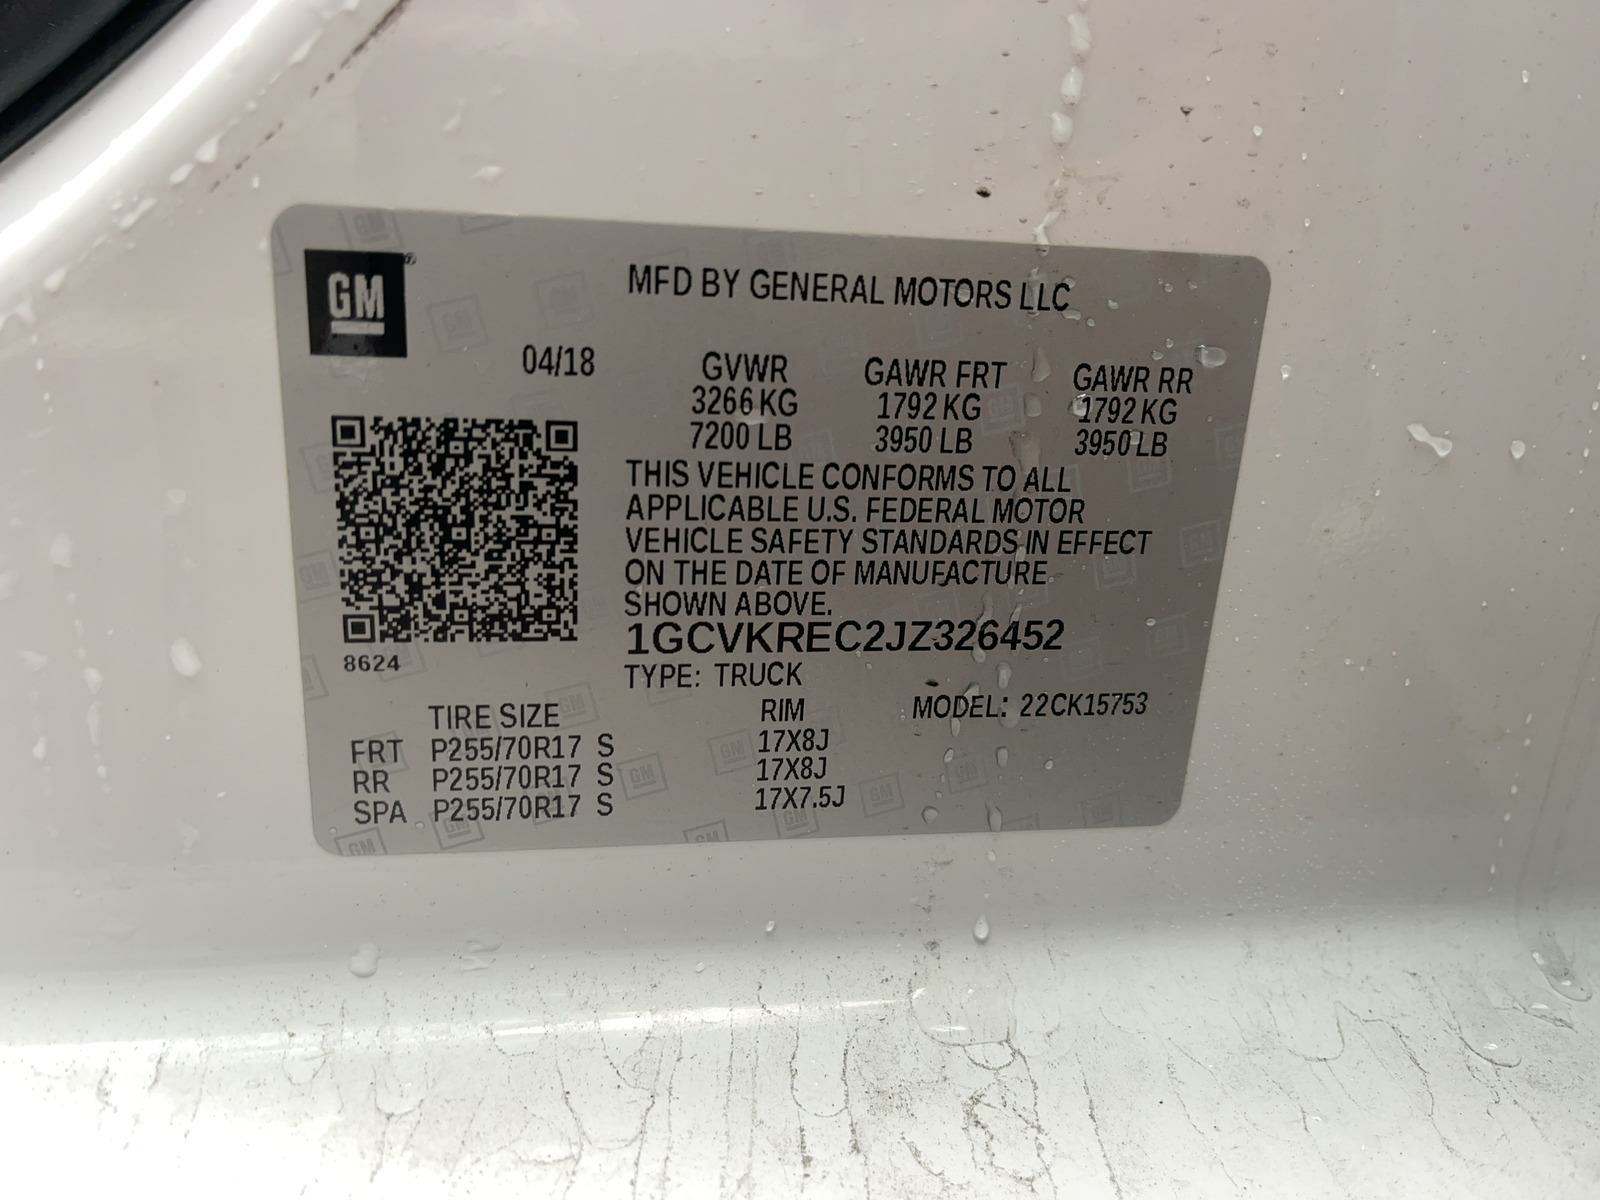 GM
MFD BY GENERAL MOTORS LLC
04/18 GVWR GAWR FRT GAWR RR
3266 KG 1792 KG 1792 KG
7200 LB 3950 LB 3950 LB
THIS VEHICLE CONFORMS TO ALL
APPLICABLE U.S. FEDERAL MOTOR
VEHICLE SAFETY STANDARDS IN EFFECT
ON THE DATE OF MANUFACTURE
SHOWN ABOVE.
1GCVKREC2JZ326452
8624
TYPE: TRUCK
TIRE SIZE RIM MODEL: 22CK15753
FRT P255/70R17 S 17X8J
RR P255/70R17 S 17X8J
SPA P255/70R17 S 17X7.5J